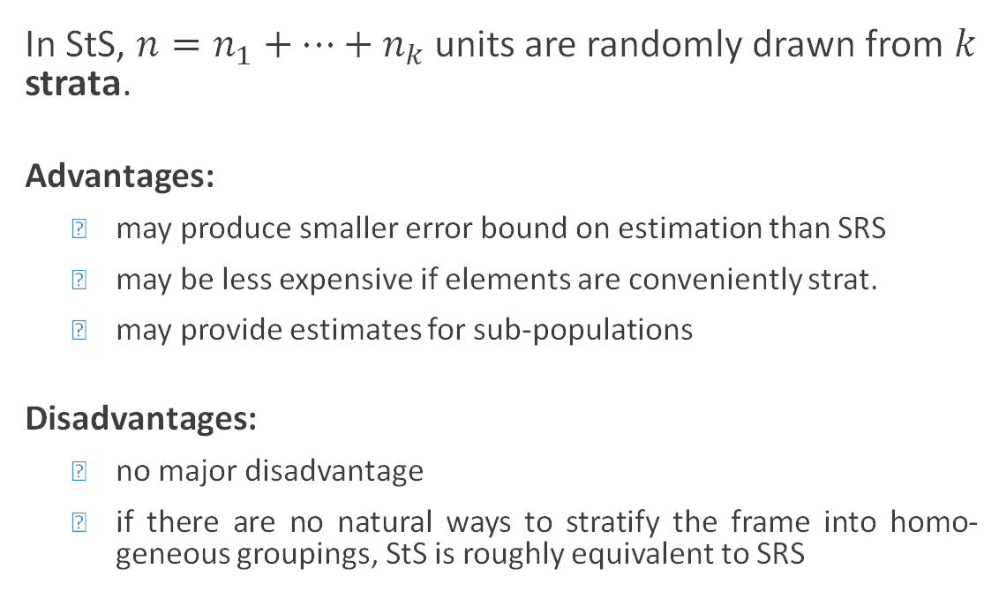 In StS, n = n₁ + ⋯ + nₖ units are randomly drawn from k
strata.
Advantages:
may produce smaller error bound on estimation than SRS
may be less expensive if elements are conveniently strat.
may provide estimates for sub-populations
Disadvantages:
no major disadvantage
if there are no natural ways to stratify the frame into homo-
geneous groupings, StS is roughly equivalent to SRS